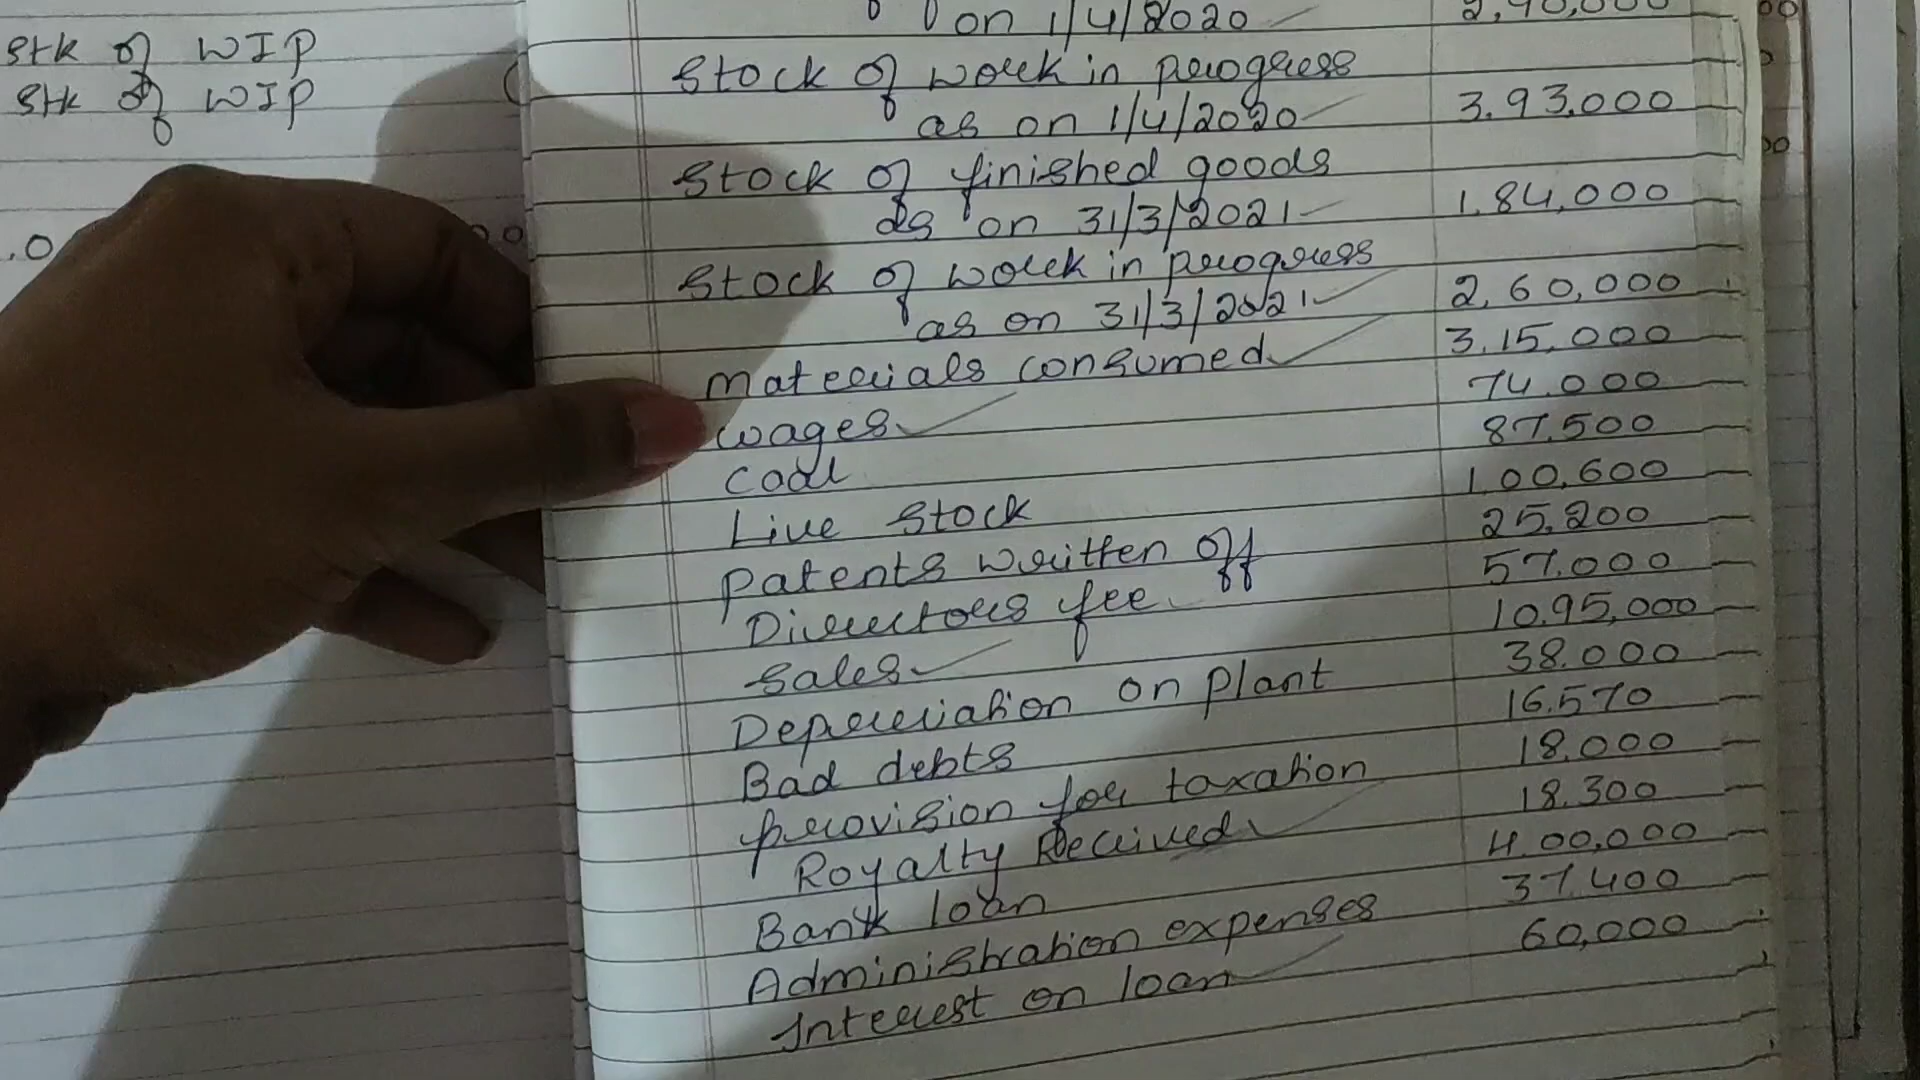 stk of WIP
stk of WIP
on 1/4/2020 2,90,000
Stock of work in progress
as on 1/4/2020 3,93,000
Stock of finished goods
as on 31/3/2021 1,84,000
Stock of work in progress
as on 31/3/2021 2,60,000
Materials consumed 3,15,000
wages 74,000
Coal 87,500
Live Stock 1,00,600
patents written off 25,200
Directors fee 57,000
Sales 10,95,000
Depreciation on plant 38,000
Bad debts 16,570
provision for taxation 18,000
Royalty Received 18,300
Bank loan 4,00,000
Administration expenses 37,400
Interest on loan 60,000